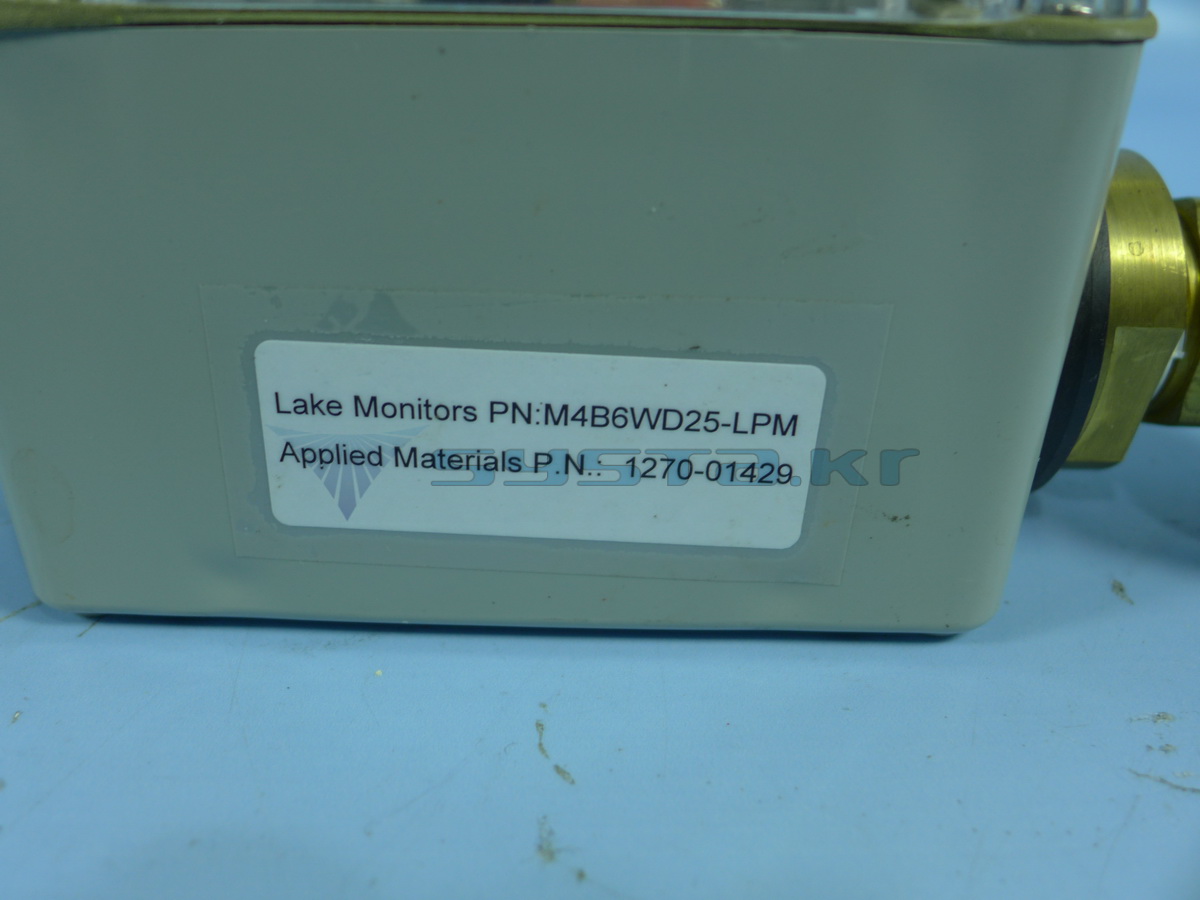 Lake Monitors PN:M4B6WD25-LPM
Applied Materials P.N.: 1270-01429
systa.kr